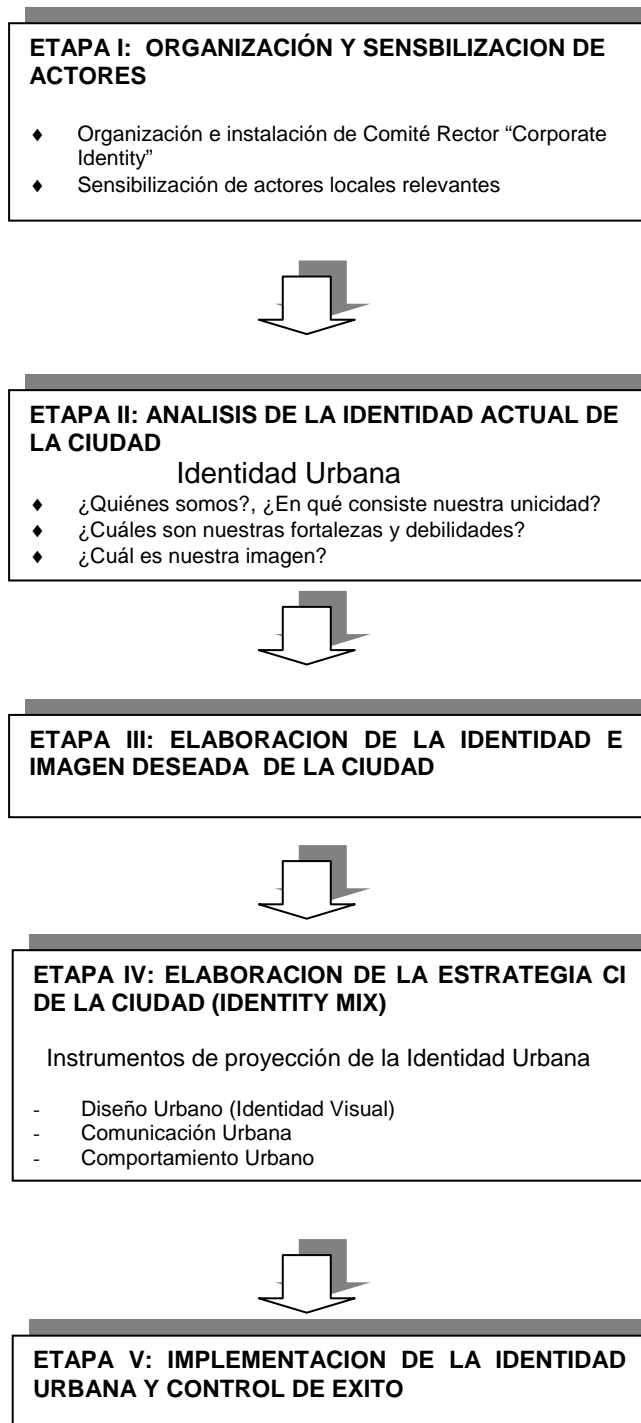 ETAPA I: ORGANIZACIÓN Y SENSBILIZACION DE
ACTORES
♦ Organización e instalación de Comité Rector “Corporate
Identity”
♦ Sensibilización de actores locales relevantes
ETAPA II: ANALISIS DE LA IDENTIDAD ACTUAL DE
LA CIUDAD
Identidad Urbana
♦ ¿Quiénes somos?, ¿En qué consiste nuestra unicidad?
♦ ¿Cuáles son nuestras fortalezas y debilidades?
♦ ¿Cuál es nuestra imagen?
ETAPA III: ELABORACION DE LA IDENTIDAD E
IMAGEN DESEADA DE LA CIUDAD
ETAPA IV: ELABORACION DE LA ESTRATEGIA CI
DE LA CIUDAD (IDENTITY MIX)
Instrumentos de proyección de la Identidad Urbana
- Diseño Urbano (Identidad Visual)
- Comunicación Urbana
- Comportamiento Urbano
ETAPA V: IMPLEMENTACION DE LA IDENTIDAD
URBANA Y CONTROL DE EXITO